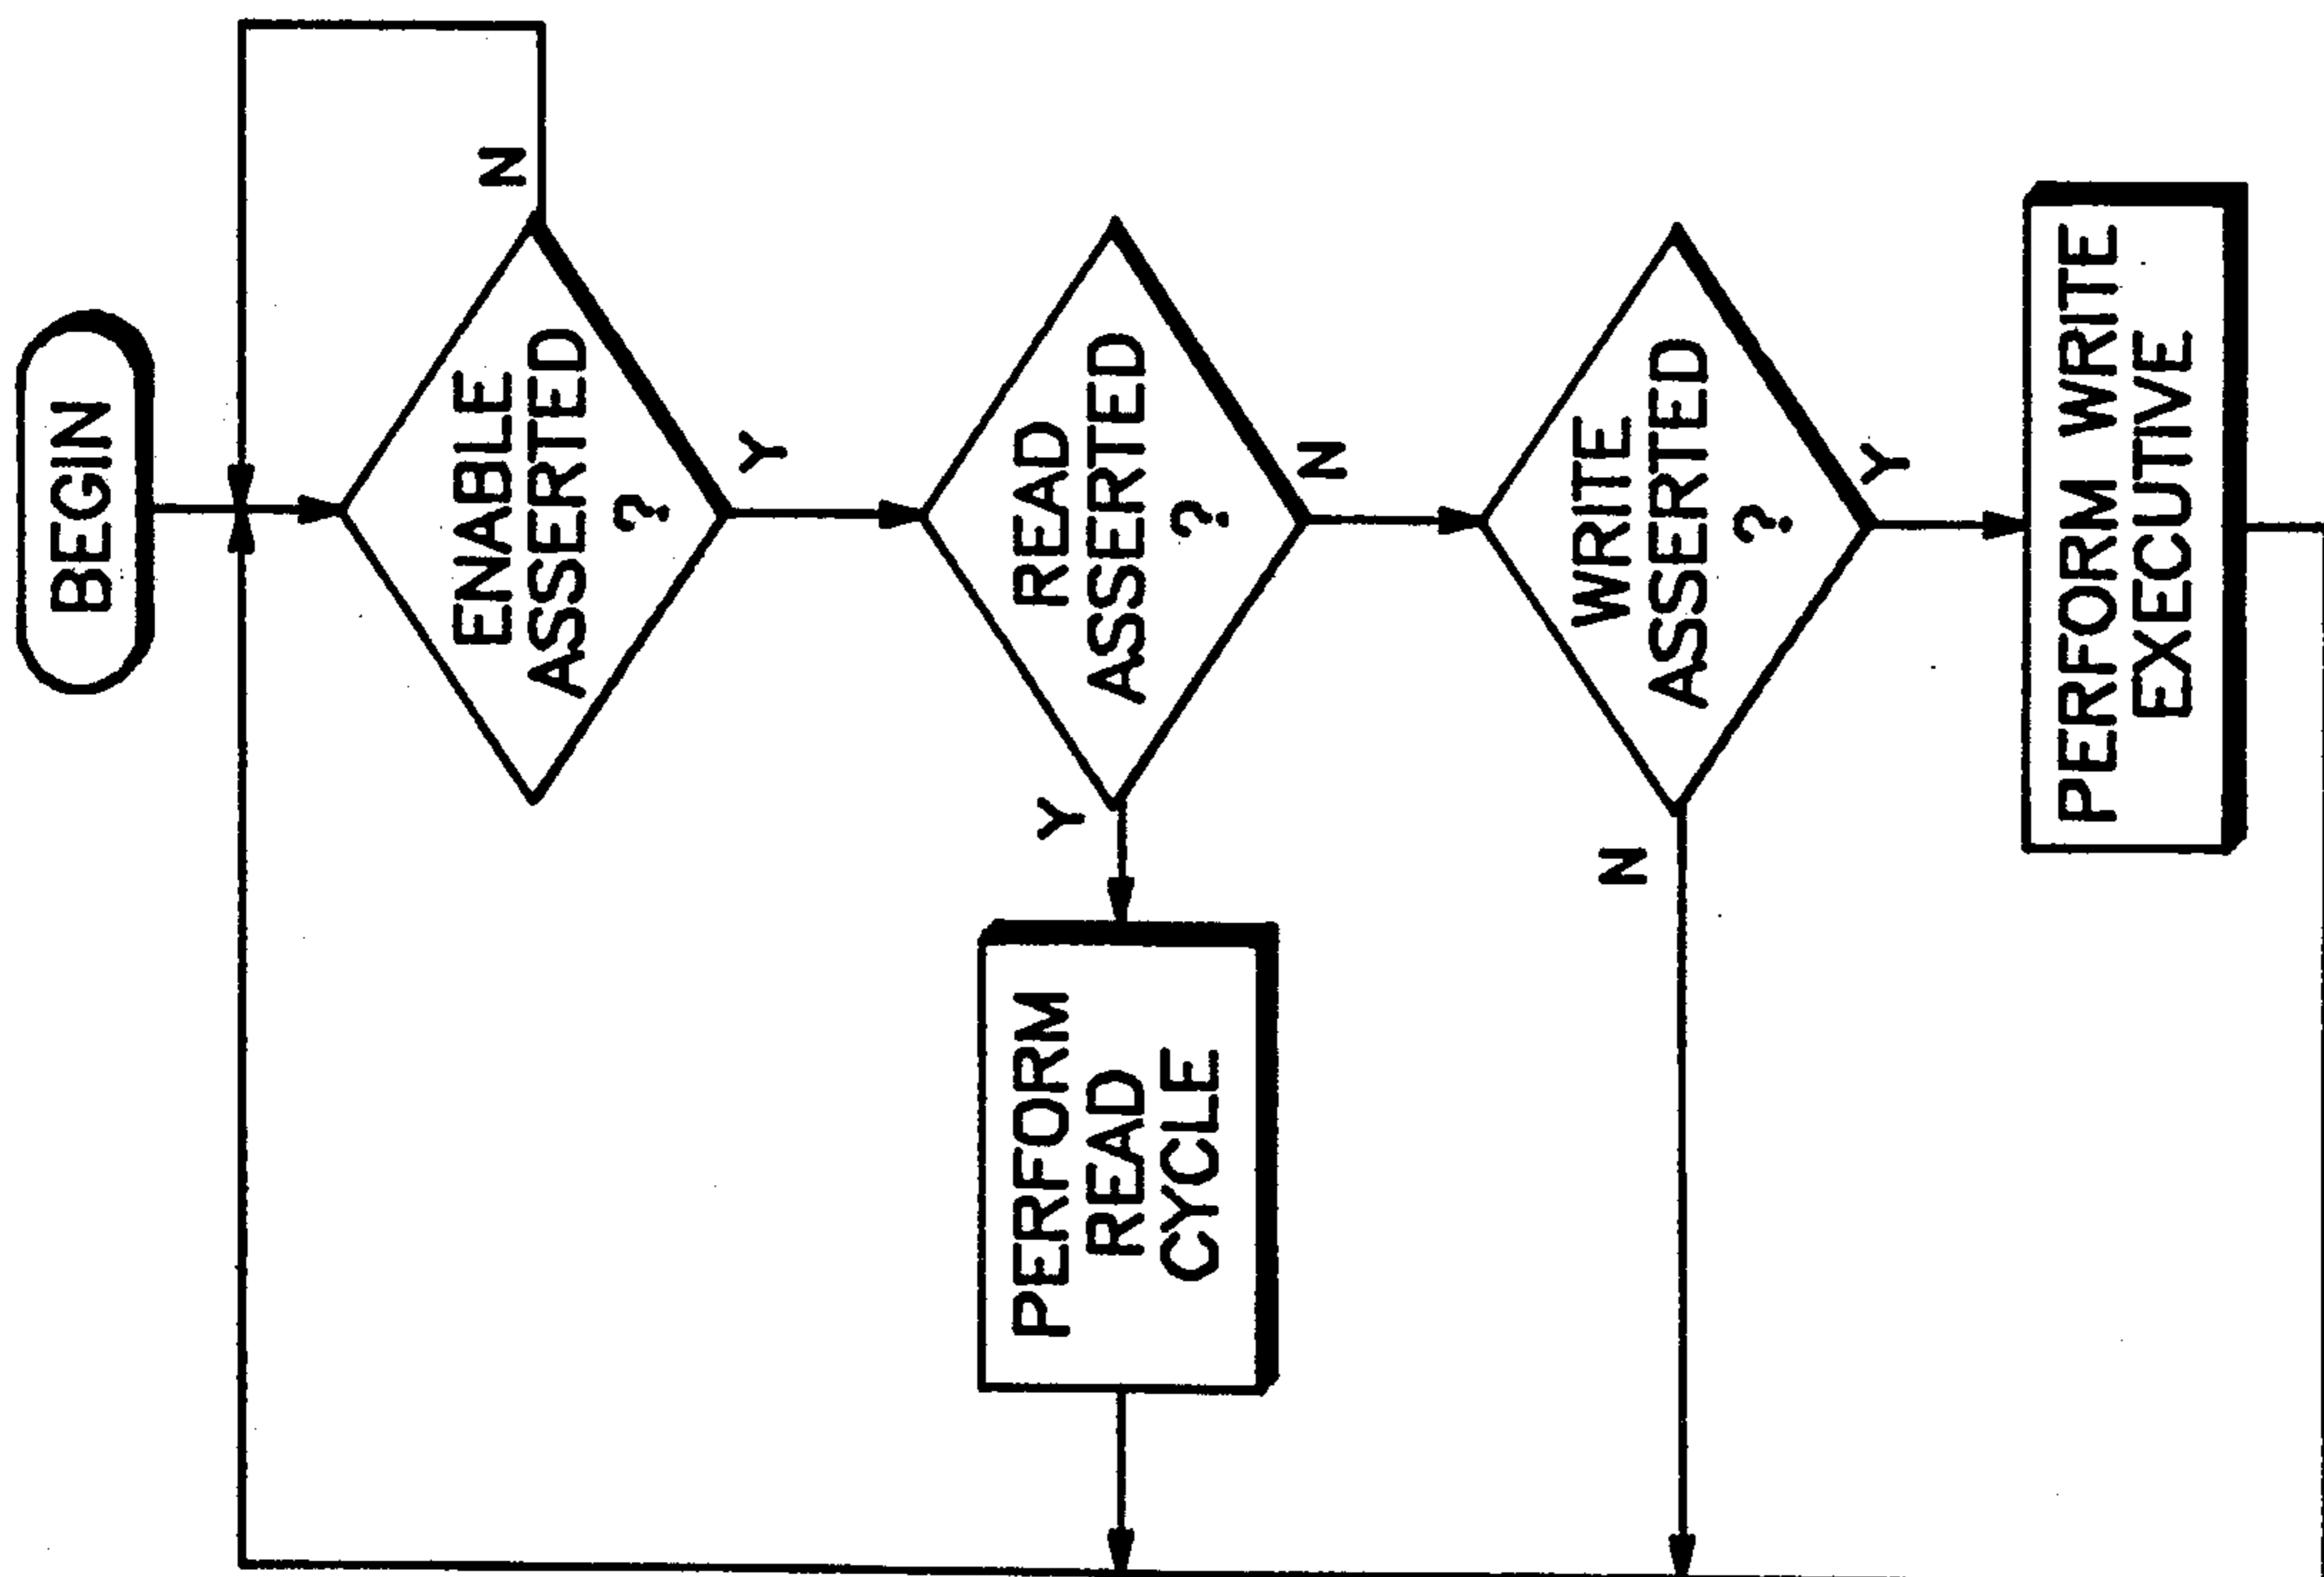 BEGIN
ENABLE
ASSERTED
?
N
Y
READ
ASSERTED
?
Y
N
PERFORM
READ
CYCLE
WRITE
ASSERTED
?
N
Y
PERFORM WRITE
EXECUTIVE